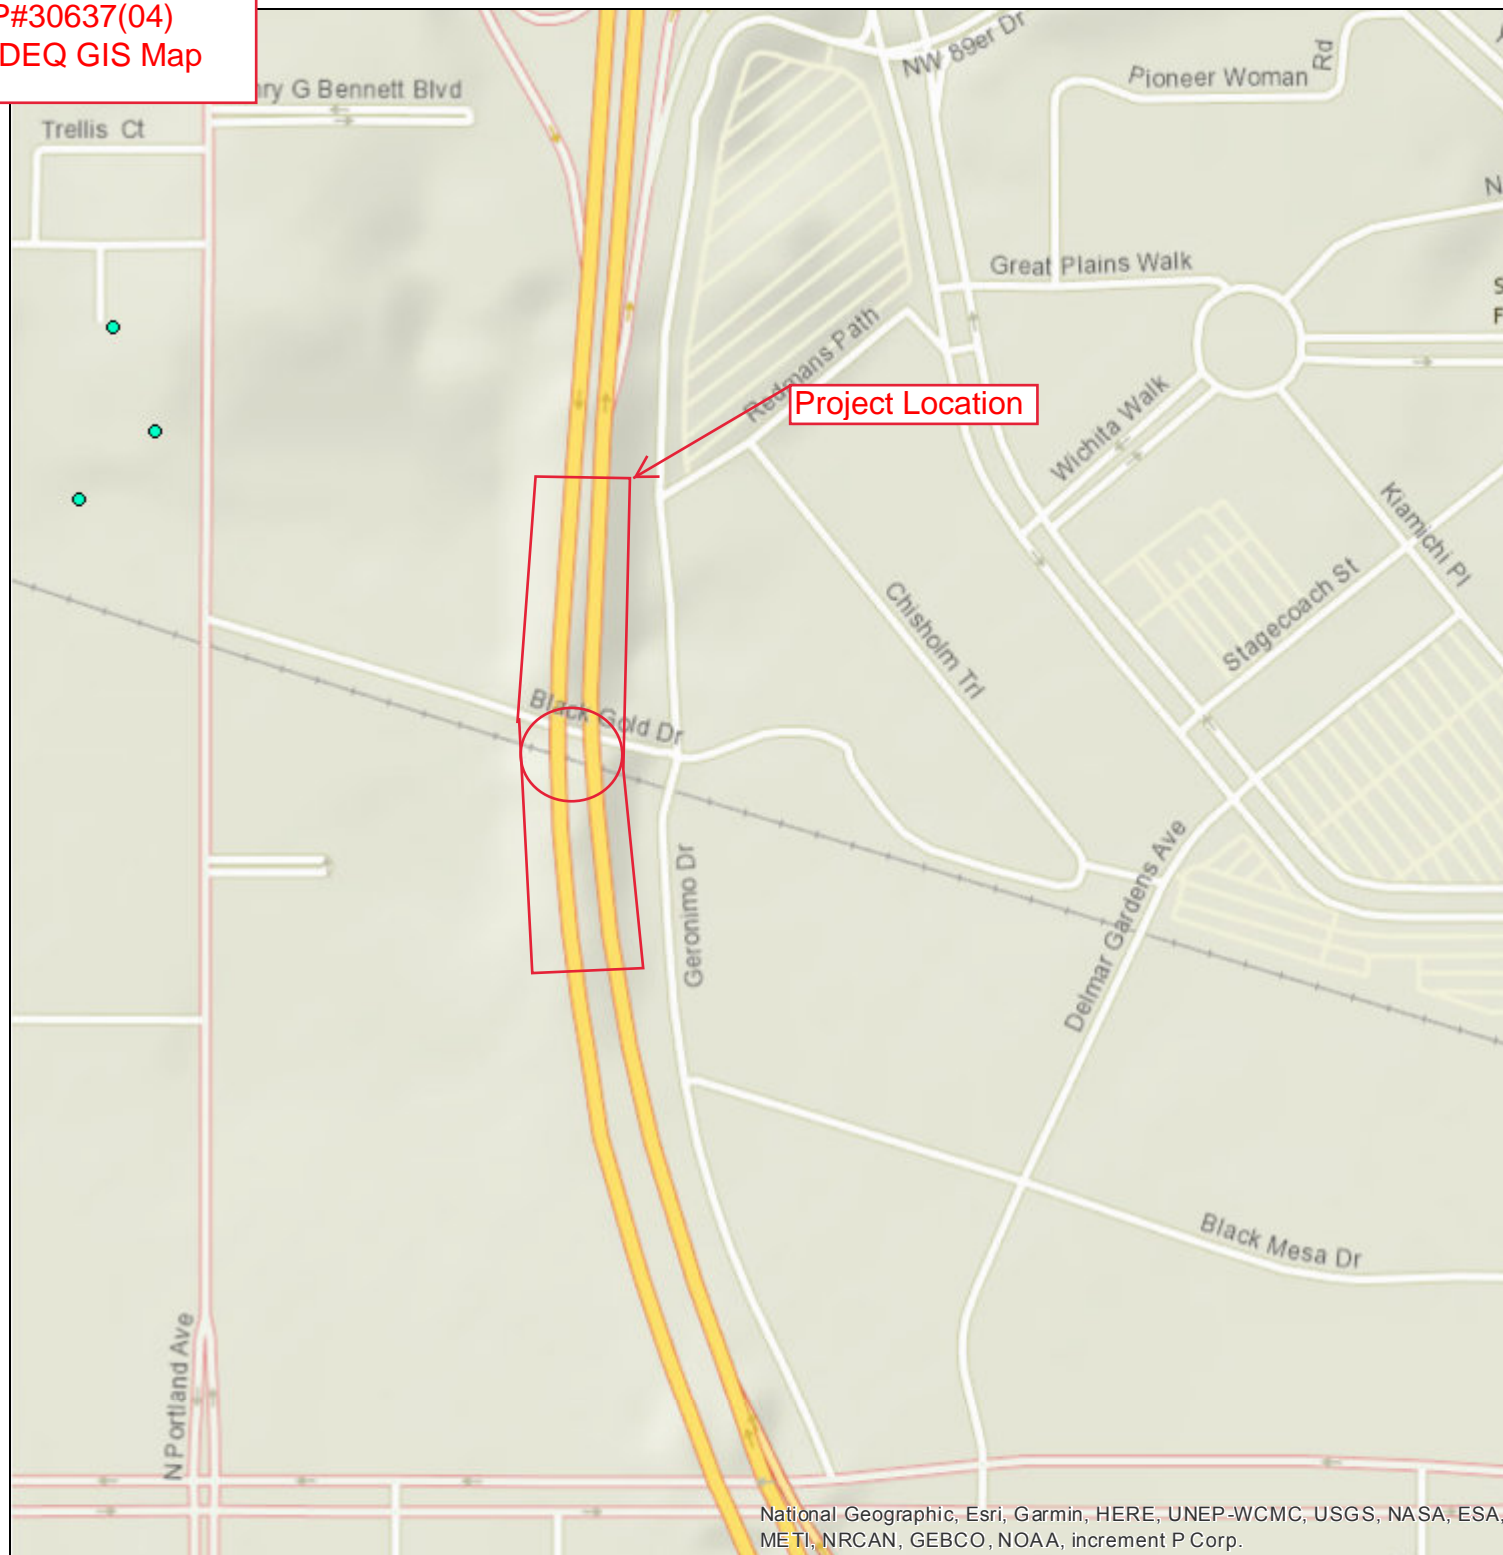 P#30637(04)
DEQ GIS Map
nry G Bennett Blvd
Trellis Ct
NW 89er Dr
Pioneer Woman Rd
N
Great Plains Walk
S
F
Redmans Path
Project Location
Wichita Walk
Kiamichi Pl
Stagecoach St
Chisholm Trl
Black Gold Dr
Geronimo Dr
Delmar Gardens Ave
Black Mesa Dr
N Portland Ave
National Geographic, Esri, Garmin, HERE, UNEP-WCMC, USGS, NASA, ESA,
METI, NRCAN, GEBCO, NOAA, increment P Corp.